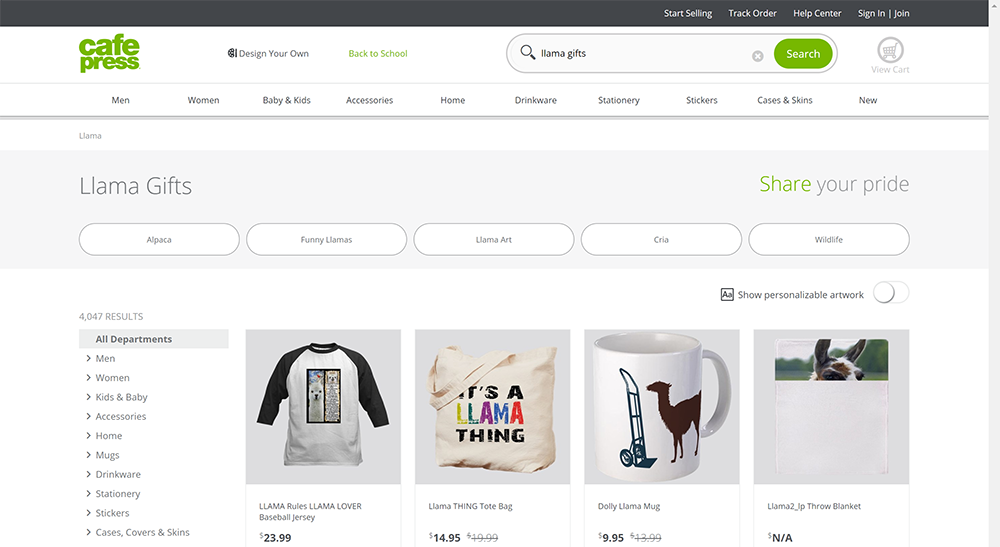 Start Selling Track Order Help Center Sign In | Join
cafe
press
Design Your Own Back to School llama gifts Search
View Cart
Men Women Baby & Kids Accessories Home Drinkware Stationery Stickers Cases & Skins New
Llama
Llama Gifts Share your pride
Alpaca Funny Llamas Llama Art Cria Wildlife
Aa Show personalizable artwork
4,047 RESULTS
All Departments
Men
Women
Kids & Baby
Accessories
Home
Mugs
Drinkware
Stationery
Stickers
Cases, Covers & Skins
IT'S A
LLAMA
THING
LLAMA Rules LLAMA LOVER
Baseball Jersey
$23.99
Llama THING Tote Bag
$14.95 $19.99
Dolly Llama Mug
$9.95 $13.99
Llama2_lp Throw Blanket
$N/A